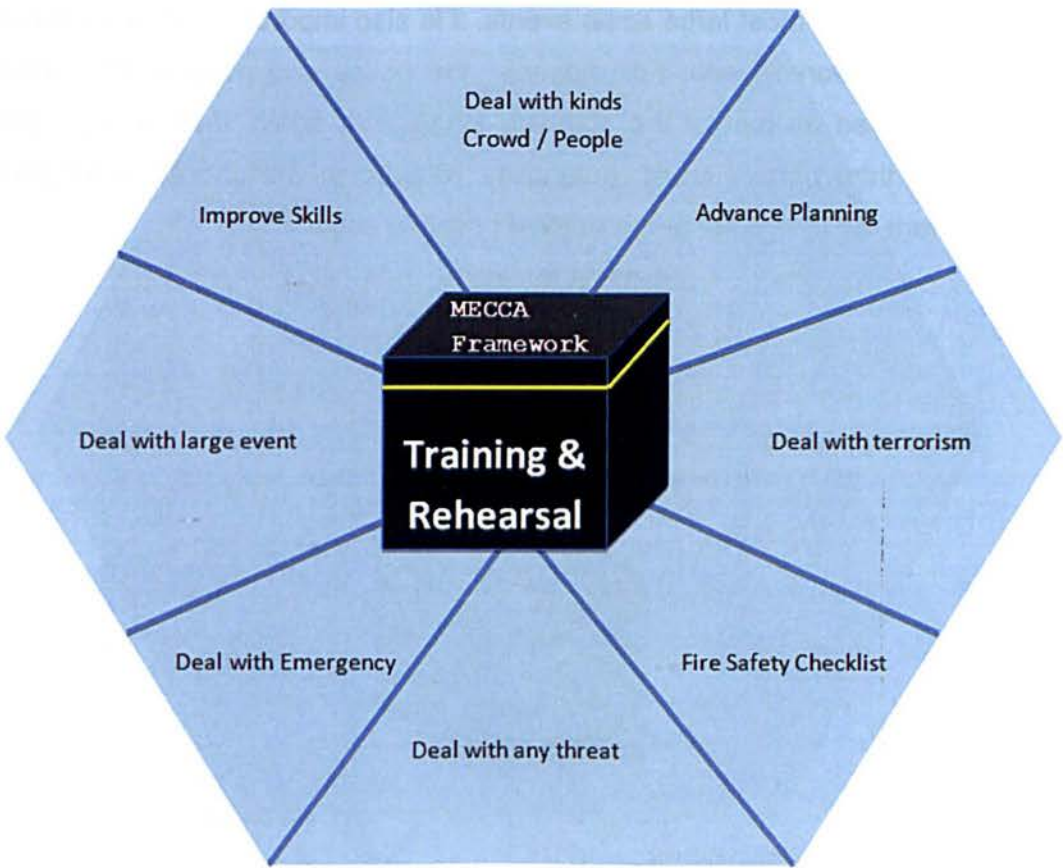 Deal with kinds
Crowd / People
Improve Skills
Advance Planning
MECCA
Framework
Deal with large event
Training &
Rehearsal
Deal with terrorism
Deal with Emergency
Fire Safety Checklist
Deal with any threat